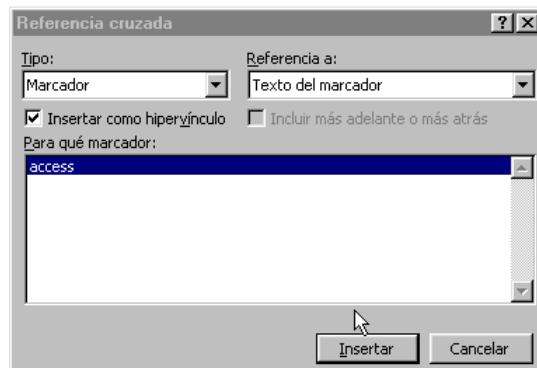 Referencia cruzada
Tipo: Referencia a:
Marcador Texto del marcador
Insertar como hipervínculo Incluir más adelante o más atrás
Para qué marcador:
access
Insertar Cancelar